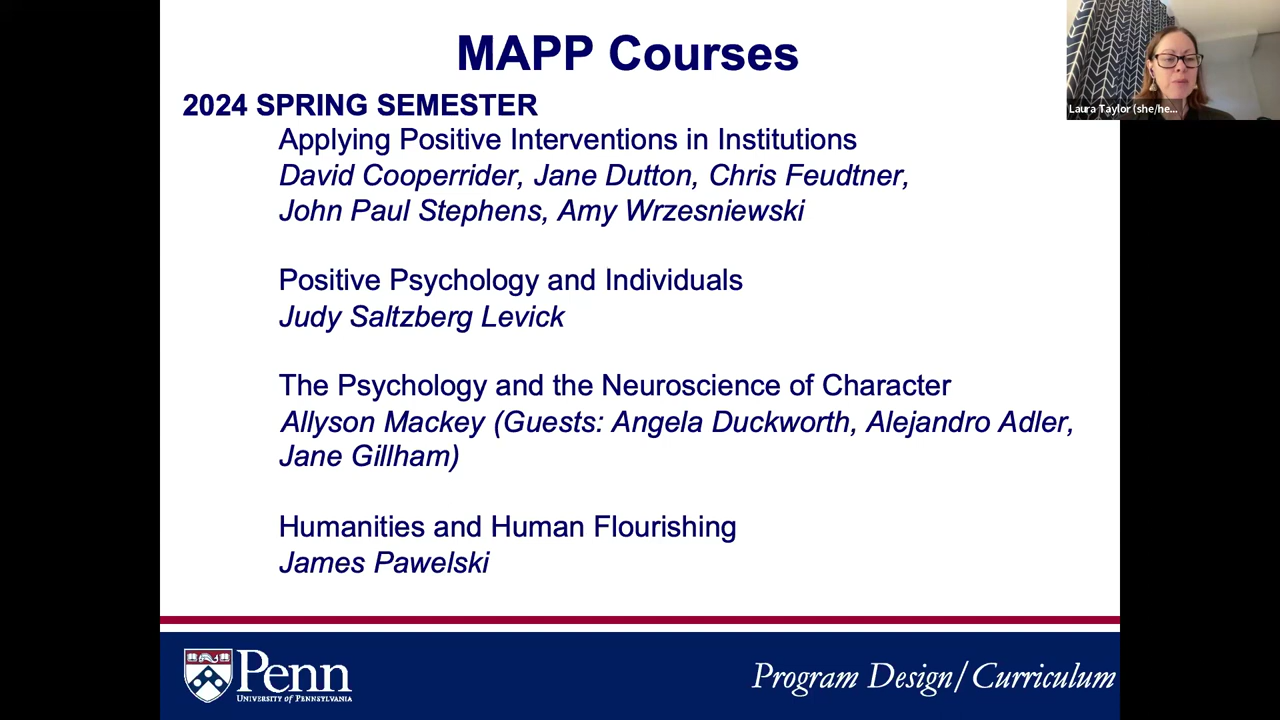 MAPP Courses
2024 SPRING SEMESTER
Applying Positive Interventions in Institutions
David Cooperrider, Jane Dutton, Chris Feudtner,
John Paul Stephens, Amy Wrzesniewski
Positive Psychology and Individuals
Judy Saltzberg Levick
The Psychology and the Neuroscience of Character
Allyson Mackey (Guests: Angela Duckworth, Alejandro Adler,
Jane Gillham)
Humanities and Human Flourishing
James Pawelski
Laura Taylor (she/he...
Penn
UNIVERSITY of PENNSYLVANIA
Program Design/Curriculum